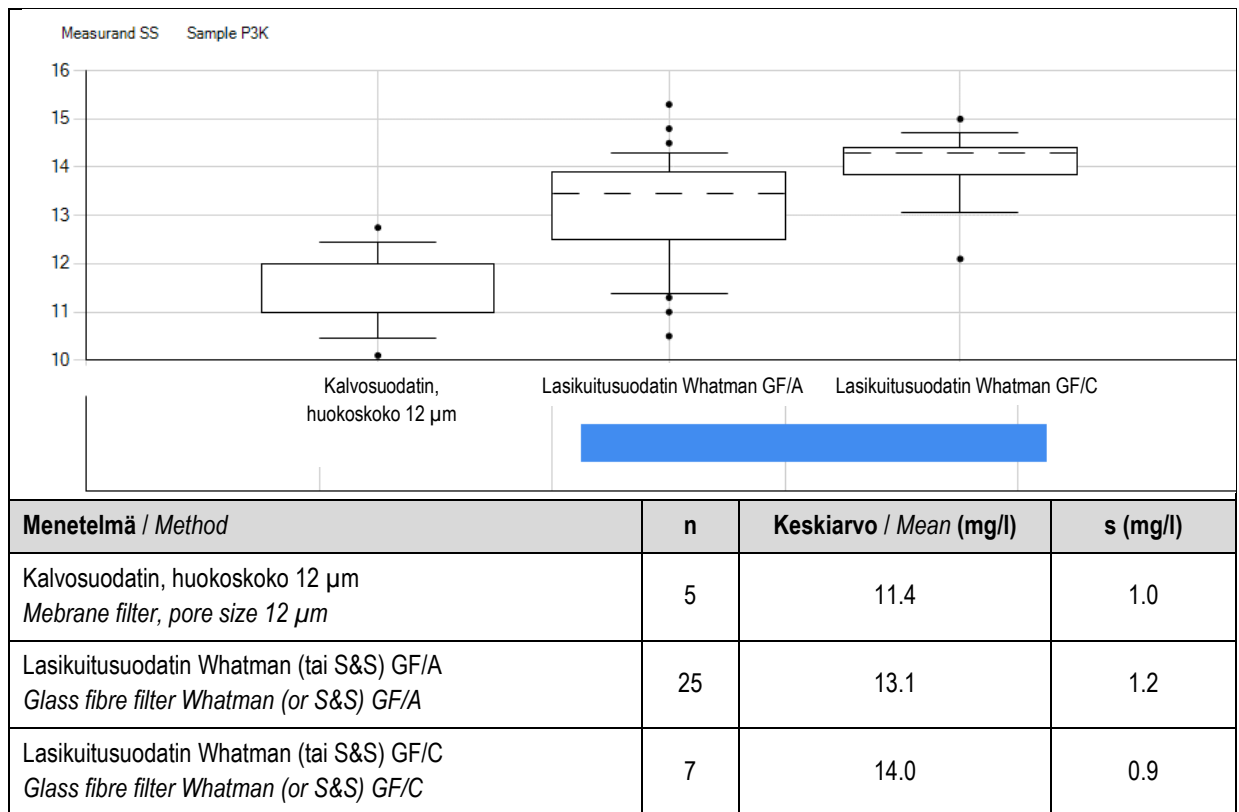 Measurand SS Sample P3K
16
15
14
13
12
11
10
Kalvosuodatin,
huokoskoko 12 µm
Lasikuitusuodatin Whatman GF/A
Lasikuitusuodatin Whatman GF/C
Menetelmä / Method n Keskiarvo / Mean (mg/l) s (mg/l)
Kalvosuodatin, huokoskoko 12 µm
Mebrane filter, pore size 12 µm
5 11.4 1.0
Lasikuitusuodatin Whatman (tai S&S) GF/A
Glass fibre filter Whatman (or S&S) GF/A
25 13.1 1.2
Lasikuitusuodatin Whatman (tai S&S) GF/C
Glass fibre filter Whatman (or S&S) GF/C
7 14.0 0.9